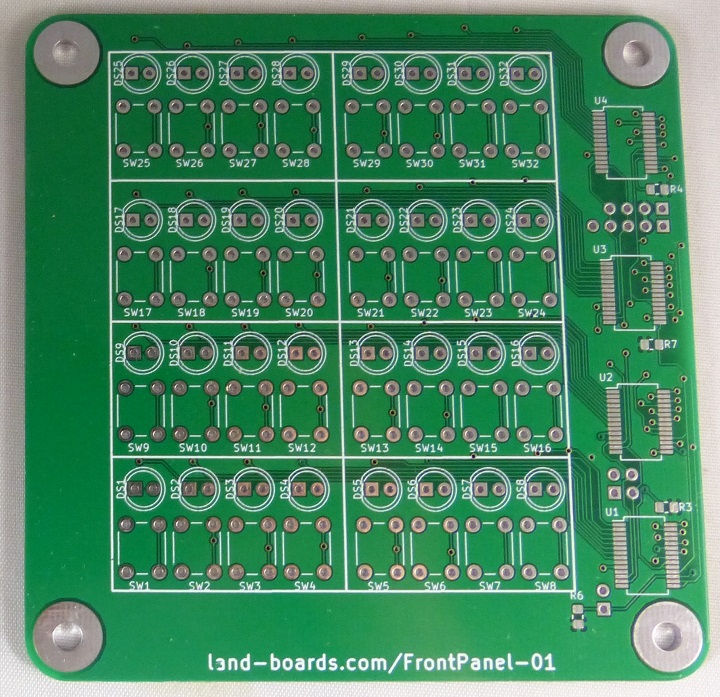 DS25 DS26 DS27 DS28 DS29 DS30 DS31 DS32
U4
SW25 SW26 SW27 SW28 SW29 SW30 SW31 SW32
R4
DS17 DS18 DS19 DS20 DS21 DS22 DS23 DS24
U3
SW17 SW18 SW19 SW20 SW21 SW22 SW23 SW24
R7
DS9 DS10 DS11 DS12 DS13 DS14 DS15 DS16
U2
SW9 SW10 SW11 SW12 SW13 SW14 SW15 SW16
DS1 DS2 DS3 DS4 DS5 DS6 DS7 DS8
R3
U1
SW1 SW2 SW3 SW4 SW5 SW6 SW7 SW8
R6
land-boards.com/FrontPanel-01